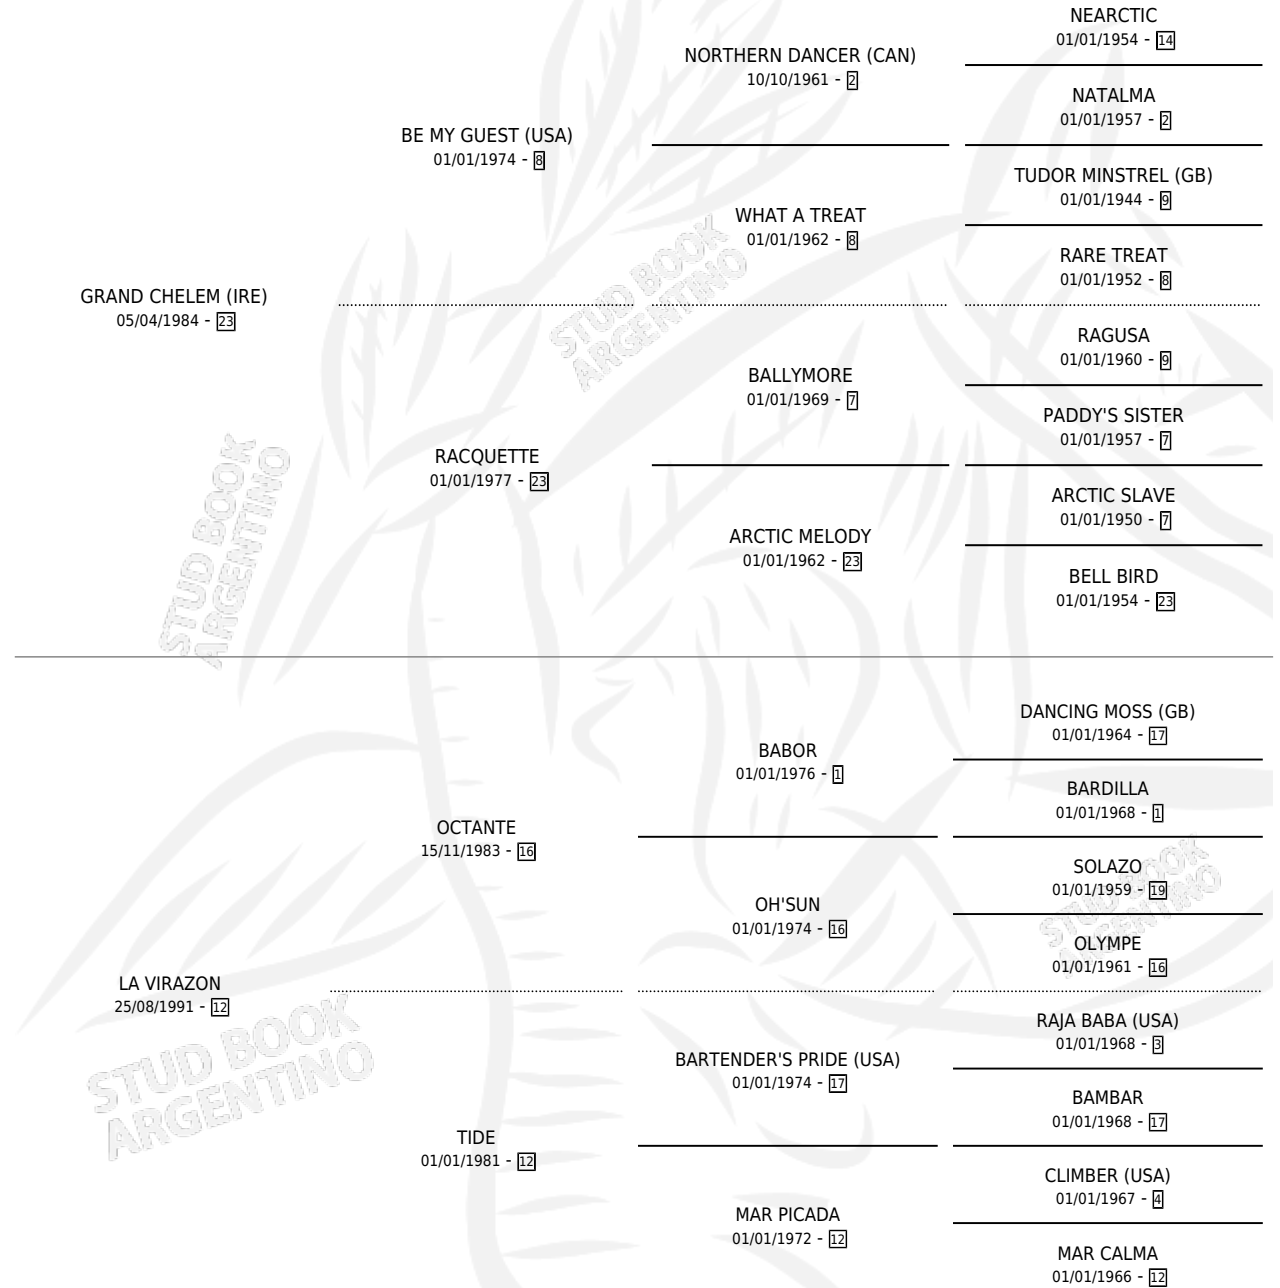 NEARCTIC
01/01/1954 - 14
NORTHERN DANCER (CAN)
10/10/1961 - 2
NATALMA
01/01/1957 - 2
BE MY GUEST (USA)
01/01/1974 - 8
TUDOR MINSTREL (GB)
01/01/1944 - 9
WHAT A TREAT
01/01/1962 - 8
RARE TREAT
01/01/1952 - 8
GRAND CHELEM (IRE)
05/04/1984 - 23
RAGUSA
01/01/1960 - 9
BALLYMORE
01/01/1969 - 7
PADDY'S SISTER
01/01/1957 - 7
RACQUETTE
01/01/1977 - 23
ARCTIC SLAVE
01/01/1950 - 7
ARCTIC MELODY
01/01/1962 - 23
BELL BIRD
01/01/1954 - 23
DANCING MOSS (GB)
01/01/1964 - 17
BABOR
01/01/1976 - 1
BARDILLA
01/01/1968 - 1
OCTANTE
15/11/1983 - 16
SOLAZO
01/01/1959 - 19
OH'SUN
01/01/1974 - 16
OLYMPE
01/01/1961 - 16
LA VIRAZON
25/08/1991 - 12
RAJA BABA (USA)
01/01/1968 - 3
BARTENDER'S PRIDE (USA)
01/01/1974 - 17
BAMBAR
01/01/1968 - 17
TIDE
01/01/1981 - 12
CLIMBER (USA)
01/01/1967 - 4
MAR PICADA
01/01/1972 - 12
MAR CALMA
01/01/1966 - 12
STUD BOOK
ARGENTINO
STUD BOOK
ARGENTINO
STUD BOOK
ARGENTINO
STUD BOOK
ARGENTINO